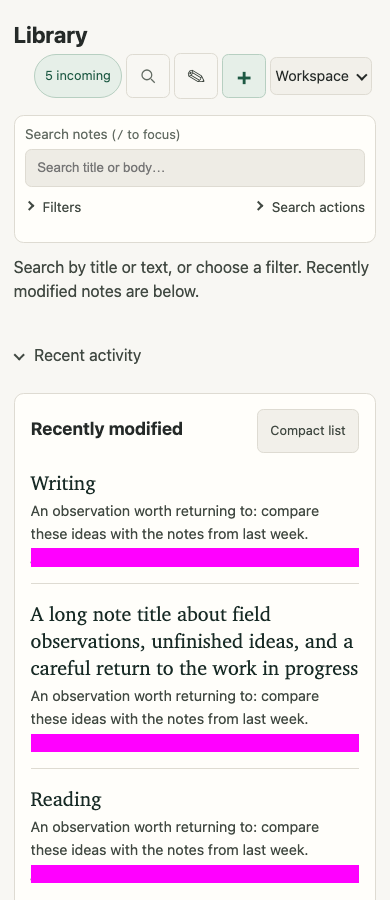 Library
5 incoming
Workspace
Search notes (/ to focus)
Search title or body…
Filters
Search actions
Search by title or text, or choose a filter. Recently
modified notes are below.
Recent activity
Recently modified
Compact list
Writing
An observation worth returning to: compare
these ideas with the notes from last week.
A long note title about field
observations, unfinished ideas, and a
careful return to the work in progress
An observation worth returning to: compare
these ideas with the notes from last week.
Reading
An observation worth returning to: compare
these ideas with the notes from last week.